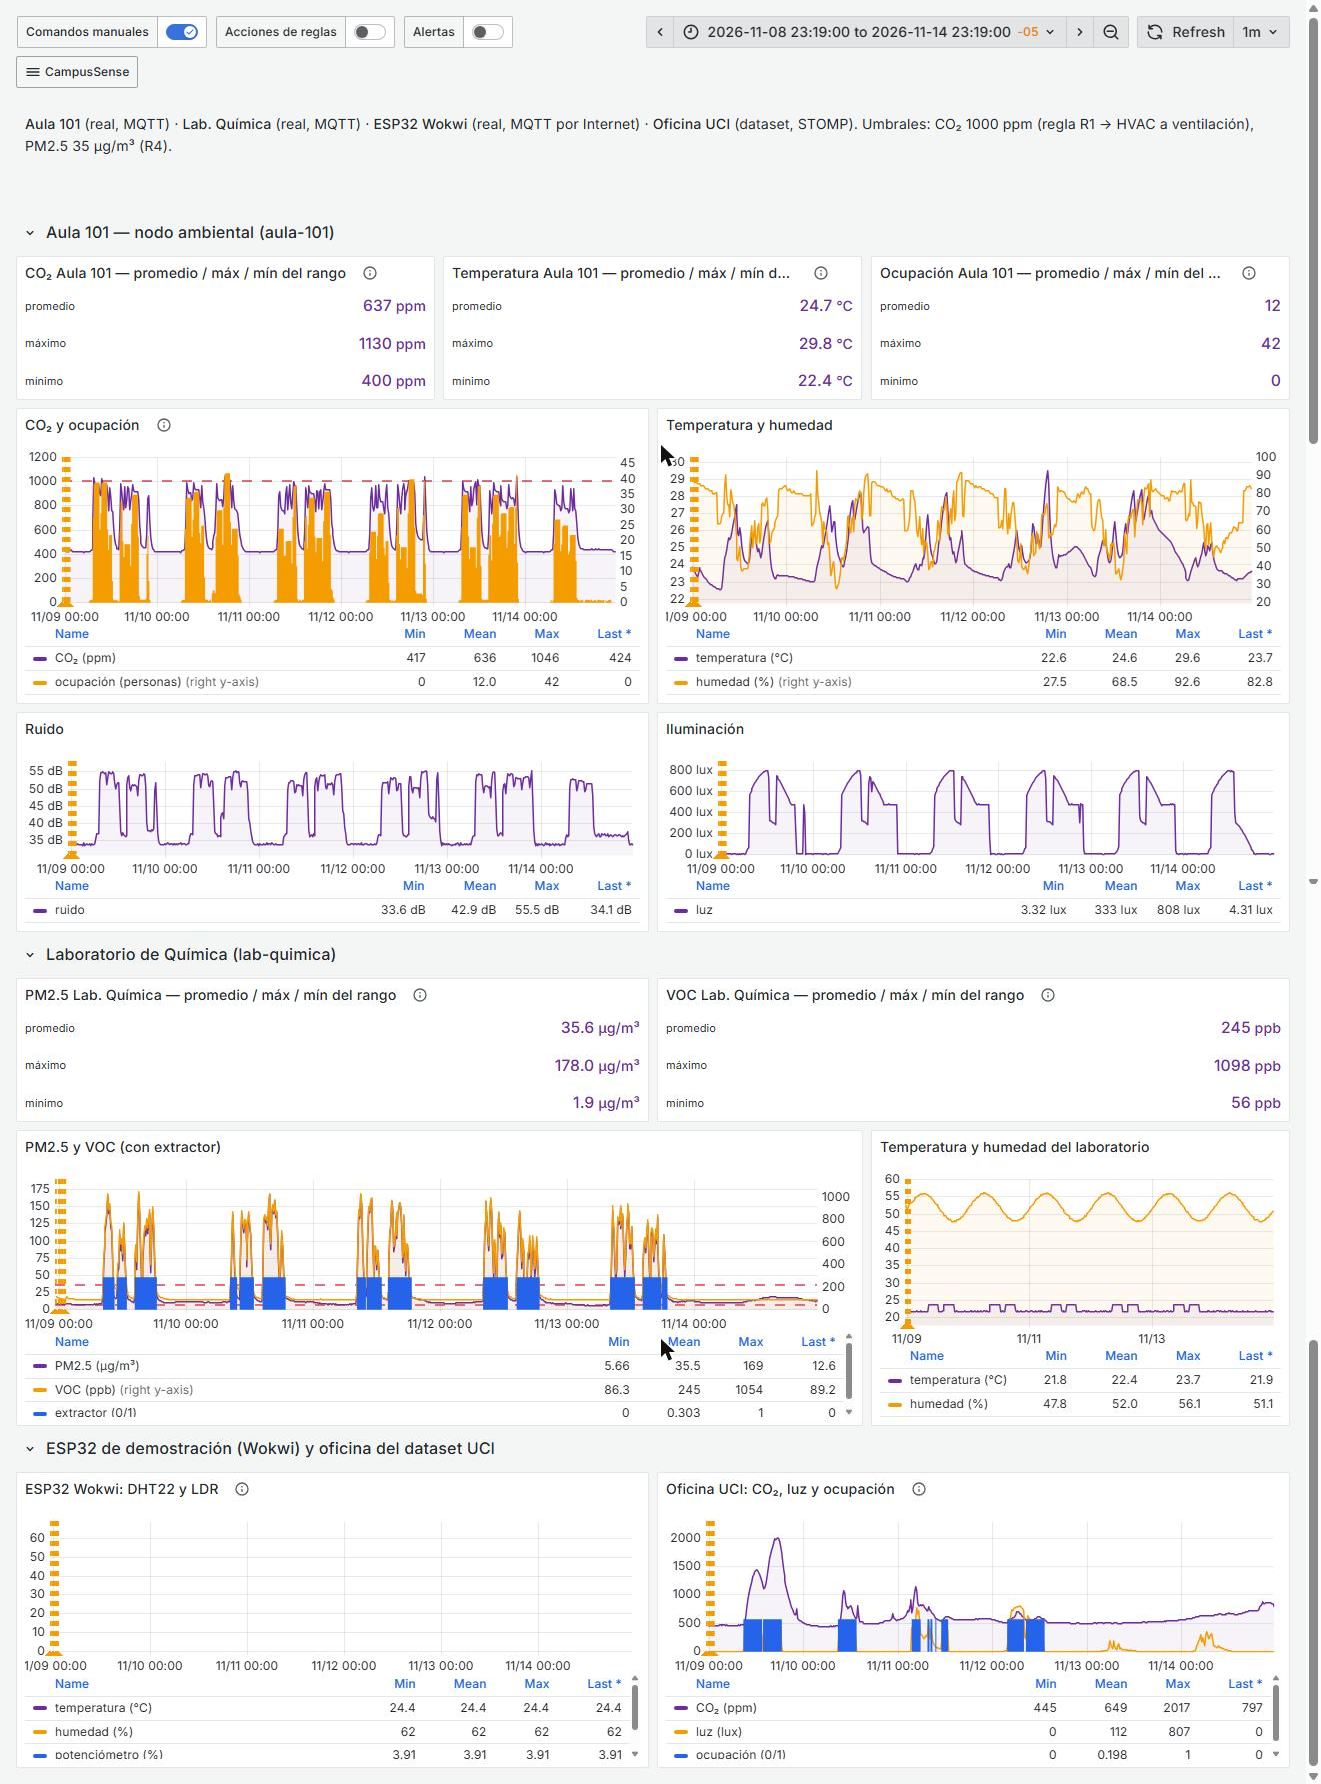 Comandos manuales Acciones de reglas Alertas 2026-11-08 23:19:00 to 2026-11-14 23:19:00 -05 Refresh 1m
CampusSense
Aula 101 (real, MQTT) · Lab. Química (real, MQTT) · ESP32 Wokwi (real, MQTT por Internet) · Oficina UCI (dataset, STOMP). Umbrales: CO₂ 1000 ppm (regla R1 → HVAC a ventilación),
PM2.5 35 µg/m³ (R4).
Aula 101 — nodo ambiental (aula-101)
CO₂ Aula 101 — promedio / máx / mín del rango
promedio 637 ppm
máximo 1130 ppm
mínimo 400 ppm
Temperatura Aula 101 — promedio / máx / mín d...
promedio 24.7 °C
máximo 29.8 °C
mínimo 22.4 °C
Ocupación Aula 101 — promedio / máx / mín del ...
promedio 12
máximo 42
mínimo 0
CO₂ y ocupación
1200
1000
800
600
400
200
0
45
40
35
30
25
20
15
10
5
0
11/09 00:00 11/10 00:00 11/11 00:00 11/12 00:00 11/13 00:00 11/14 00:00
Name Min Mean Max Last *
CO₂ (ppm) 417 636 1046 424
ocupación (personas) (right y-axis) 0 12.0 42 0
Temperatura y humedad
30
29
28
27
26
25
24
23
22
100
90
80
70
60
50
40
30
20
1/09 00:00 11/10 00:00 11/11 00:00 11/12 00:00 11/13 00:00 11/14 00:00
Name Min Mean Max Last *
temperatura (°C) 22.6 24.6 29.6 23.7
humedad (%) (right y-axis) 27.5 68.5 92.6 82.8
Ruido
55 dB
50 dB
45 dB
40 dB
35 dB
11/09 00:00 11/10 00:00 11/11 00:00 11/12 00:00 11/13 00:00 11/14 00:00
Name Min Mean Max Last *
ruido 33.6 dB 42.9 dB 55.5 dB 34.1 dB
Iluminación
800 lux
600 lux
400 lux
200 lux
0 lux
11/09 00:00 11/10 00:00 11/11 00:00 11/12 00:00 11/13 00:00 11/14 00:00
Name Min Mean Max Last *
luz 3.32 lux 333 lux 808 lux 4.31 lux
Laboratorio de Química (lab-quimica)
PM2.5 Lab. Química — promedio / máx / mín del rango
promedio 35.6 µg/m³
máximo 178.0 µg/m³
mínimo 1.9 µg/m³
VOC Lab. Química — promedio / máx / mín del rango
promedio 245 ppb
máximo 1098 ppb
mínimo 56 ppb
PM2.5 y VOC (con extractor)
175
150
125
100
75
50
25
0
1000
800
600
400
200
0
11/09 00:00 11/10 00:00 11/11 00:00 11/12 00:00 11/13 00:00 11/14 00:00
Name Min Mean Max Last *
PM2.5 (µg/m³) 5.66 35.5 169 12.6
VOC (ppb) (right y-axis) 86.3 245 1054 89.2
extractor (0/1) 0 0.303 1 0
Temperatura y humedad del laboratorio
60
55
50
45
40
35
30
25
20
11/09 11/11 11/13
Name Min Mean Max Last *
temperatura (°C) 21.8 22.4 23.7 21.9
humedad (%) 47.8 52.0 56.1 51.1
ESP32 de demostración (Wokwi) y oficina del dataset UCI
ESP32 Wokwi: DHT22 y LDR
60
50
40
30
20
10
0
1/09 00:00 11/10 00:00 11/11 00:00 11/12 00:00 11/13 00:00 11/14 00:00
Name Min Mean Max Last *
temperatura (°C) 24.4 24.4 24.4 24.4
humedad (%) 62 62 62 62
potenciómetro (%) 3.91 3.91 3.91 3.91
Oficina UCI: CO₂, luz y ocupación
2000
1500
1000
500
0
11/09 00:00 11/10 00:00 11/11 00:00 11/12 00:00 11/13 00:00 11/14 00:00
Name Min Mean Max Last *
CO₂ (ppm) 445 649 2017 797
luz (lux) 0 112 807 0
ocupación (0/1) 0 0.198 1 0